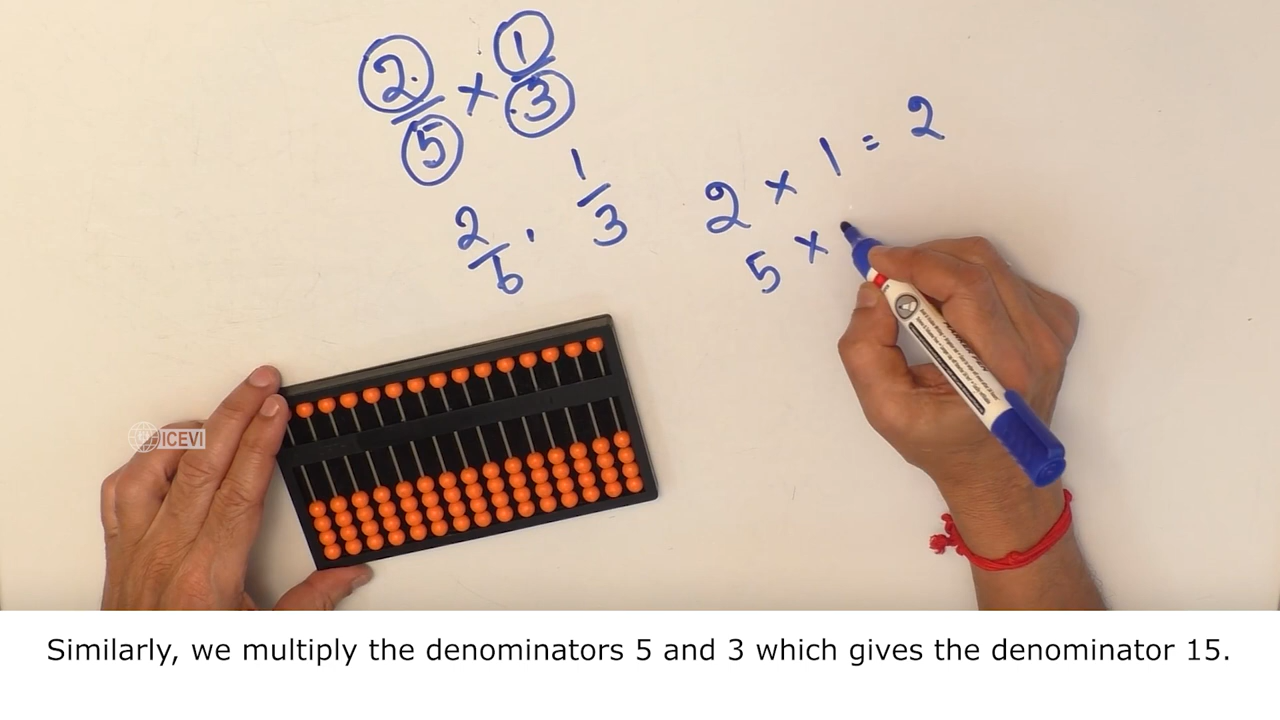 2/5 × 1/3
2/6 . 1/3
2 × 1 = 2
5 ×
ICEVI
Similarly, we multiply the denominators 5 and 3 which gives the denominator 15.